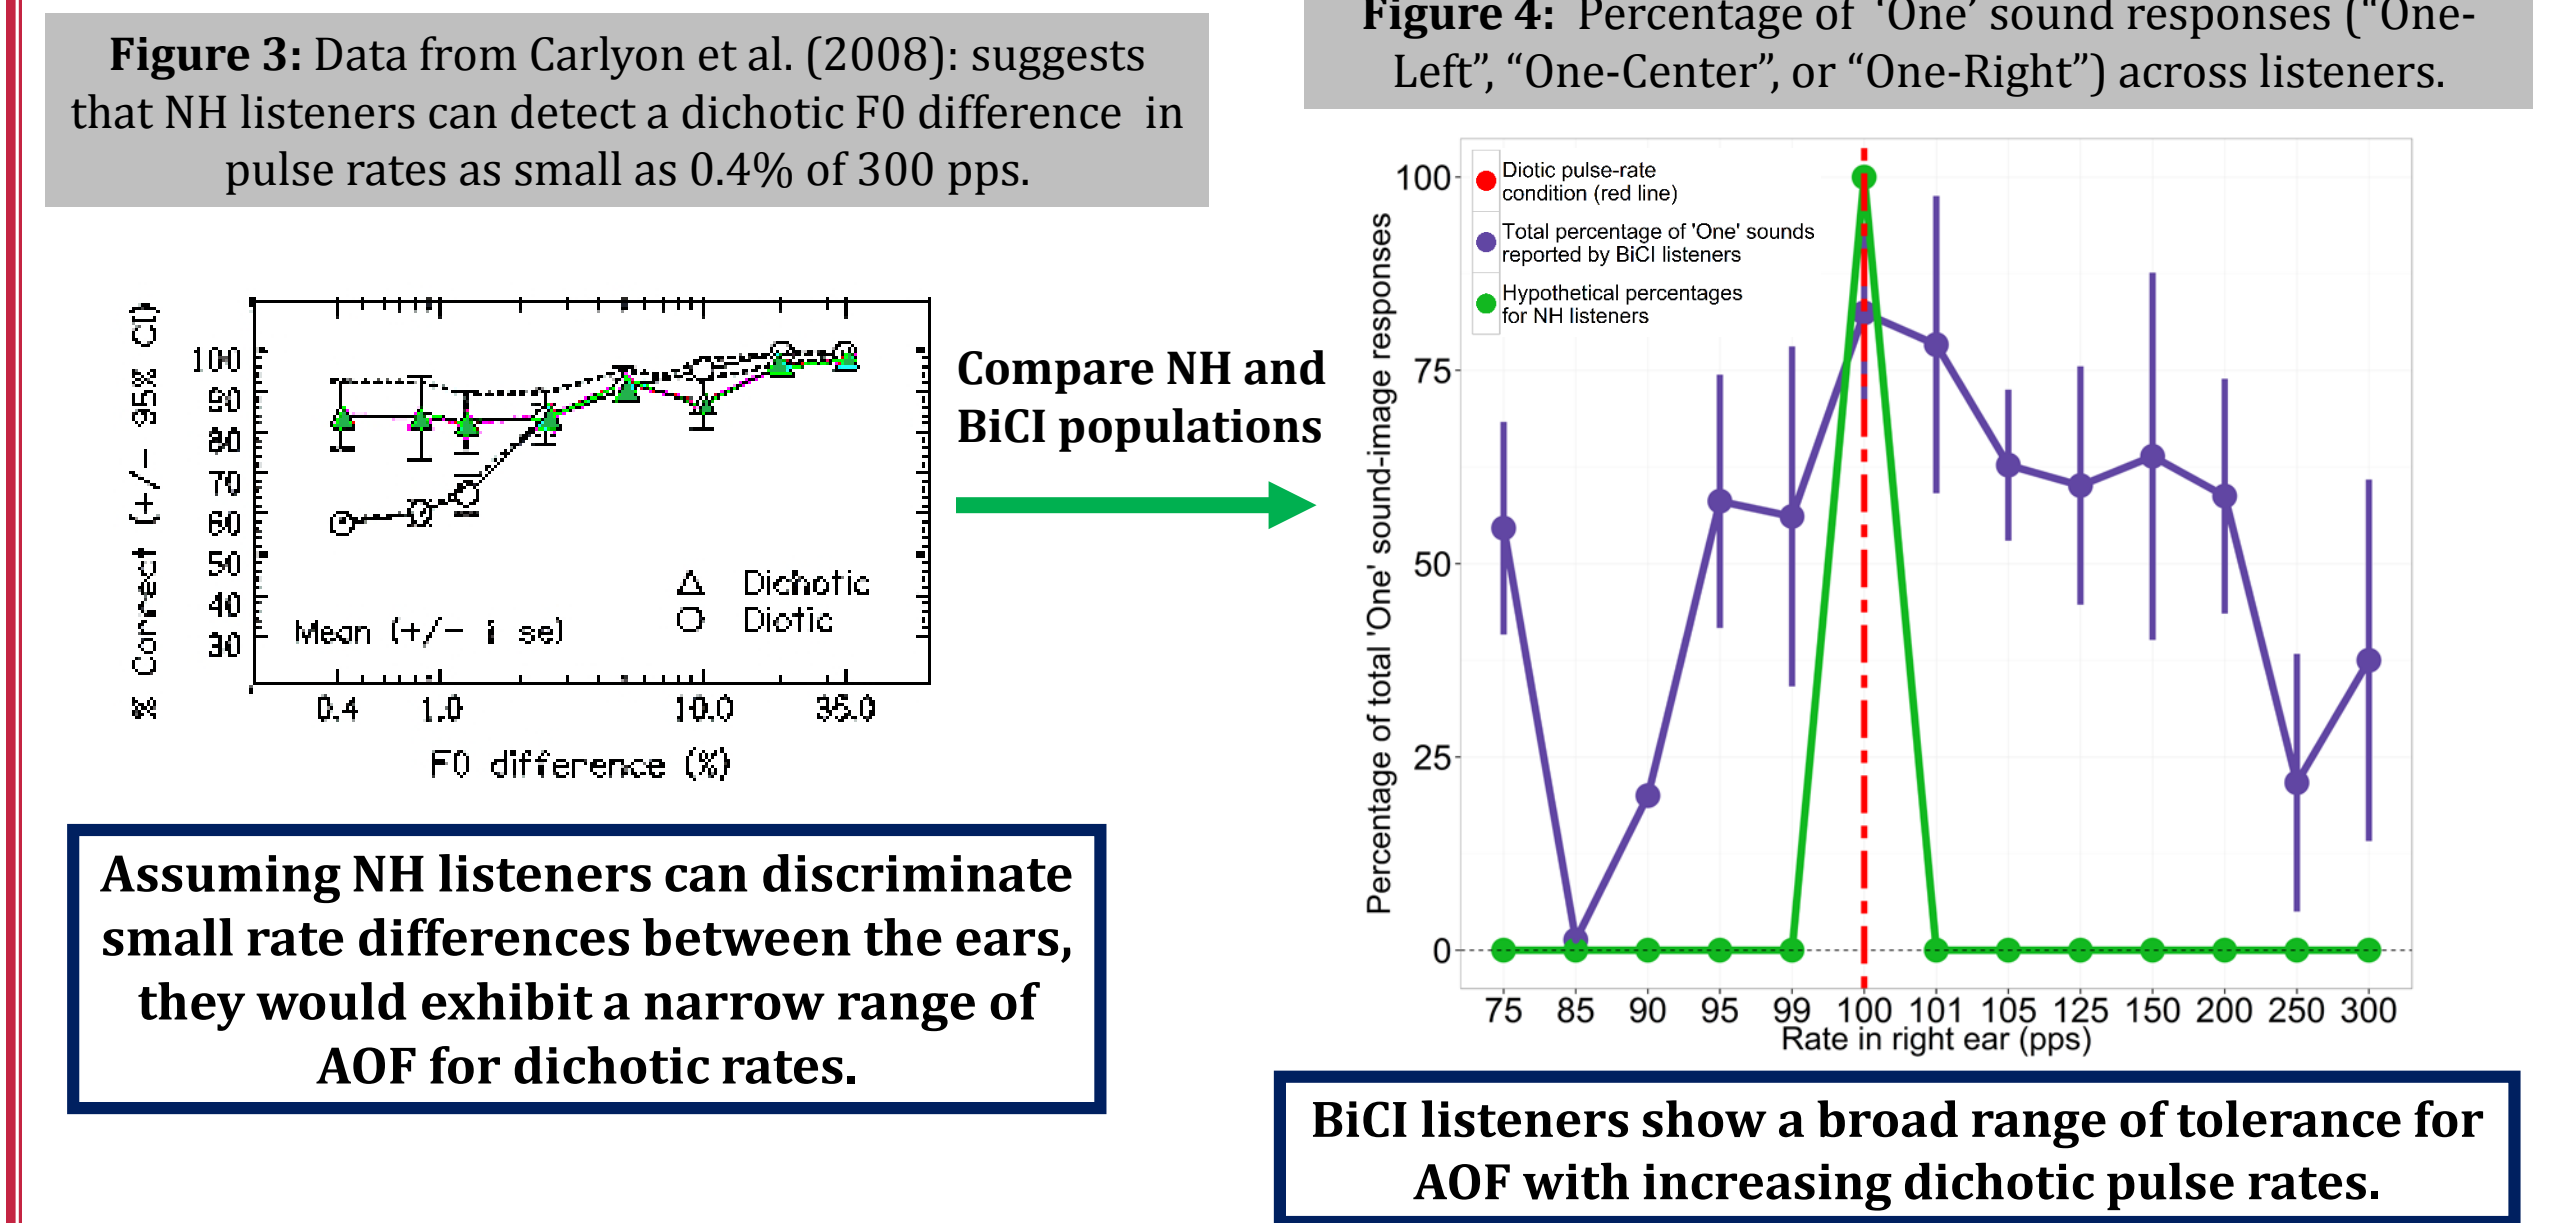 Figure 3: Data from Carlyon et al. (2008): suggests
that NH listeners can detect a dichotic F0 difference in
pulse rates as small as 0.4% of 300 pps.
% Correct (+/- 95% CI)
100
90
80
70
60
50
40
30
Mean (+/- 1 se)
Dichotic
Diotic
0.4 1.0 10.0 35.0
F0 difference (%)
Compare NH and
BiCI populations
Assuming NH listeners can discriminate
small rate differences between the ears,
they would exhibit a narrow range of
AOF for dichotic rates.
Figure 4: Percentage of 'One' sound responses ("One-
Left", "One-Center", or "One-Right") across listeners.
Percentage of total 'One' sound-image responses
100
75
50
25
0
Diotic pulse-rate
condition (red line)
Total percentage of 'One' sounds
reported by BiCI listeners
Hypothetical percentages
for NH listeners
75 85 90 95 99 100 101 105 125 150 200 250 300
Rate in right ear (pps)
BiCI listeners show a broad range of tolerance for
AOF with increasing dichotic pulse rates.